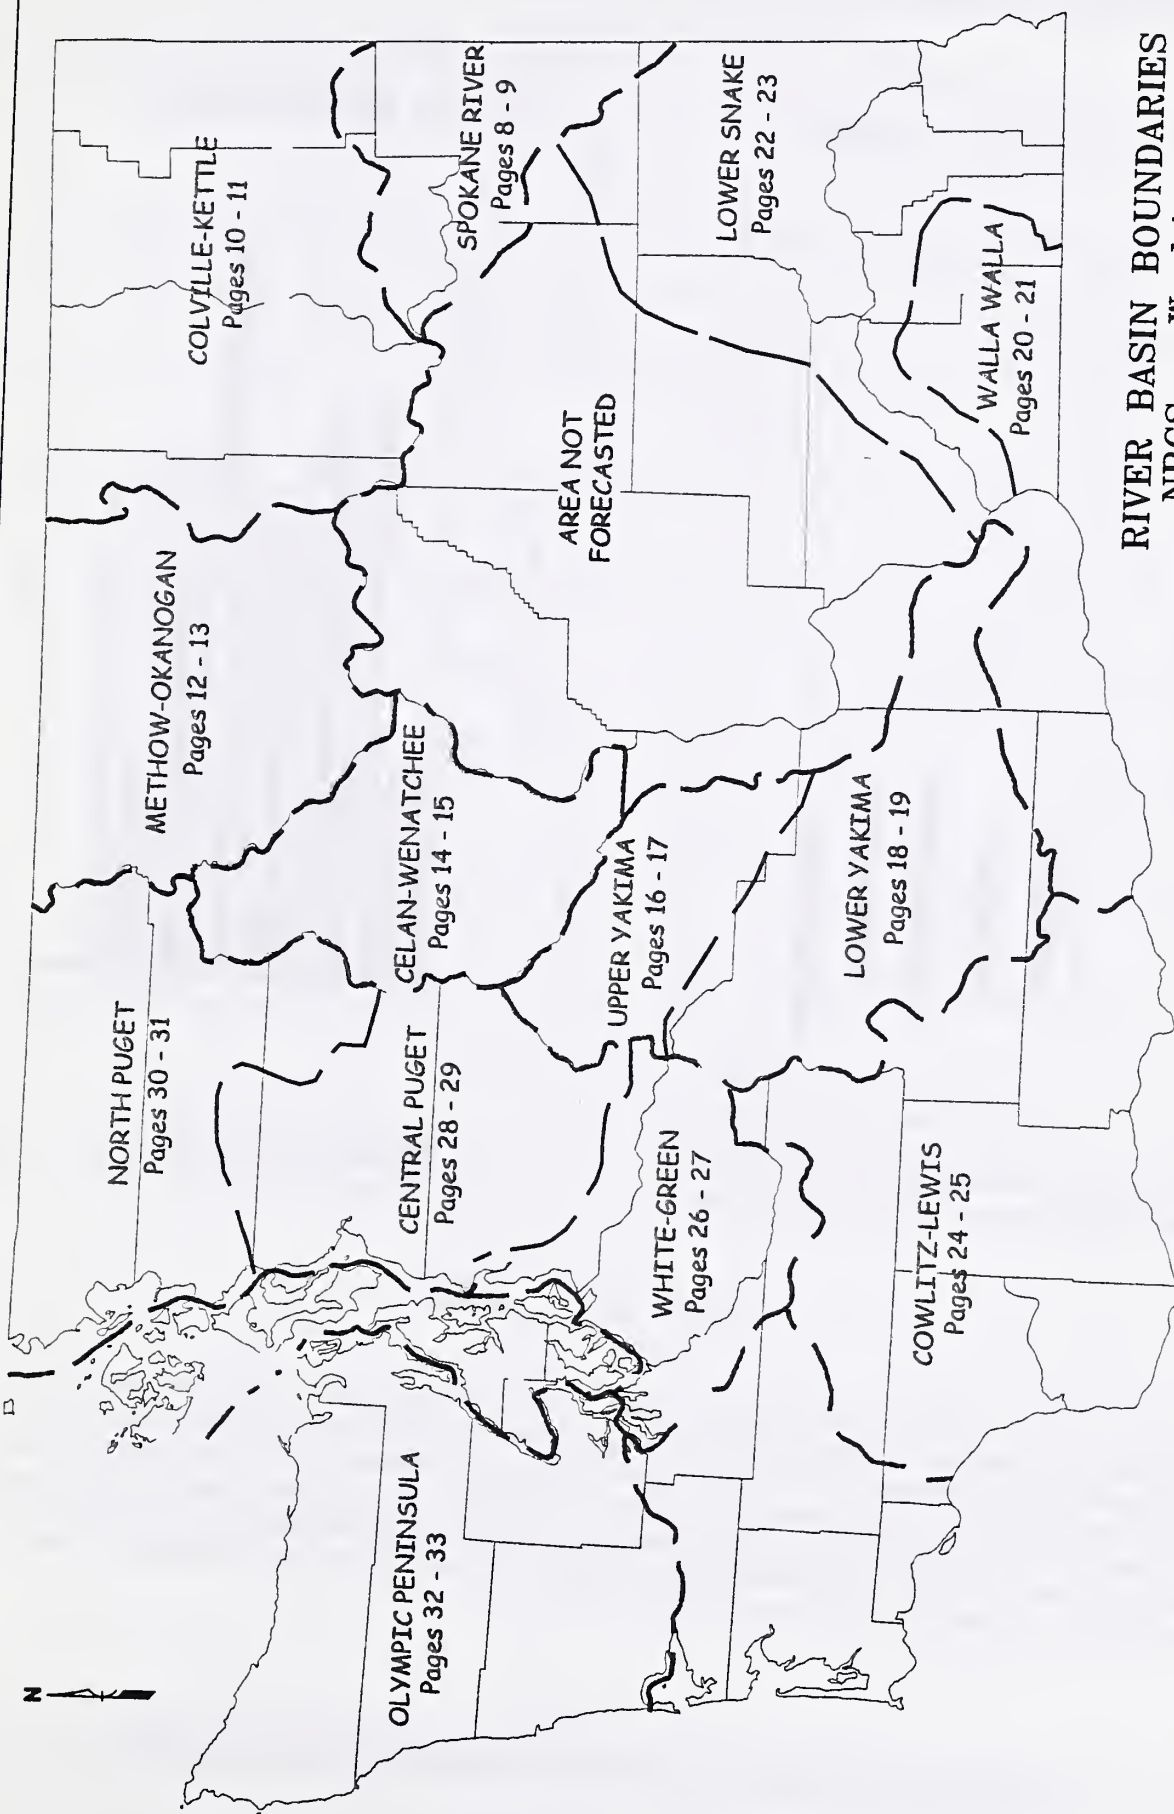 N
NORTH PUGET
Pages 30 - 31
METHOW-OKANOGAN
Pages 12 - 13
COLVILLE-KETTLE
Pages 10 - 11
OLYMPIC PENINSULA
Pages 32 - 33
CENTRAL PUGET
Pages 28 - 29
CELAN-WENATCHEE
Pages 14 - 15
SPOKANE RIVER
Pages 8 - 9
AREA NOT
FORECASTED
WHITE-GREEN
Pages 26 - 27
UPPER YAKIMA
Pages 16 - 17
LOWER SNAKE
Pages 22 - 23
COWLITZ-LEWIS
Pages 24 - 25
LOWER YAKIMA
Pages 18 - 19
WALLA WALLA
Pages 20 - 21
RIVER BASIN BOUNDARIES
NRCS